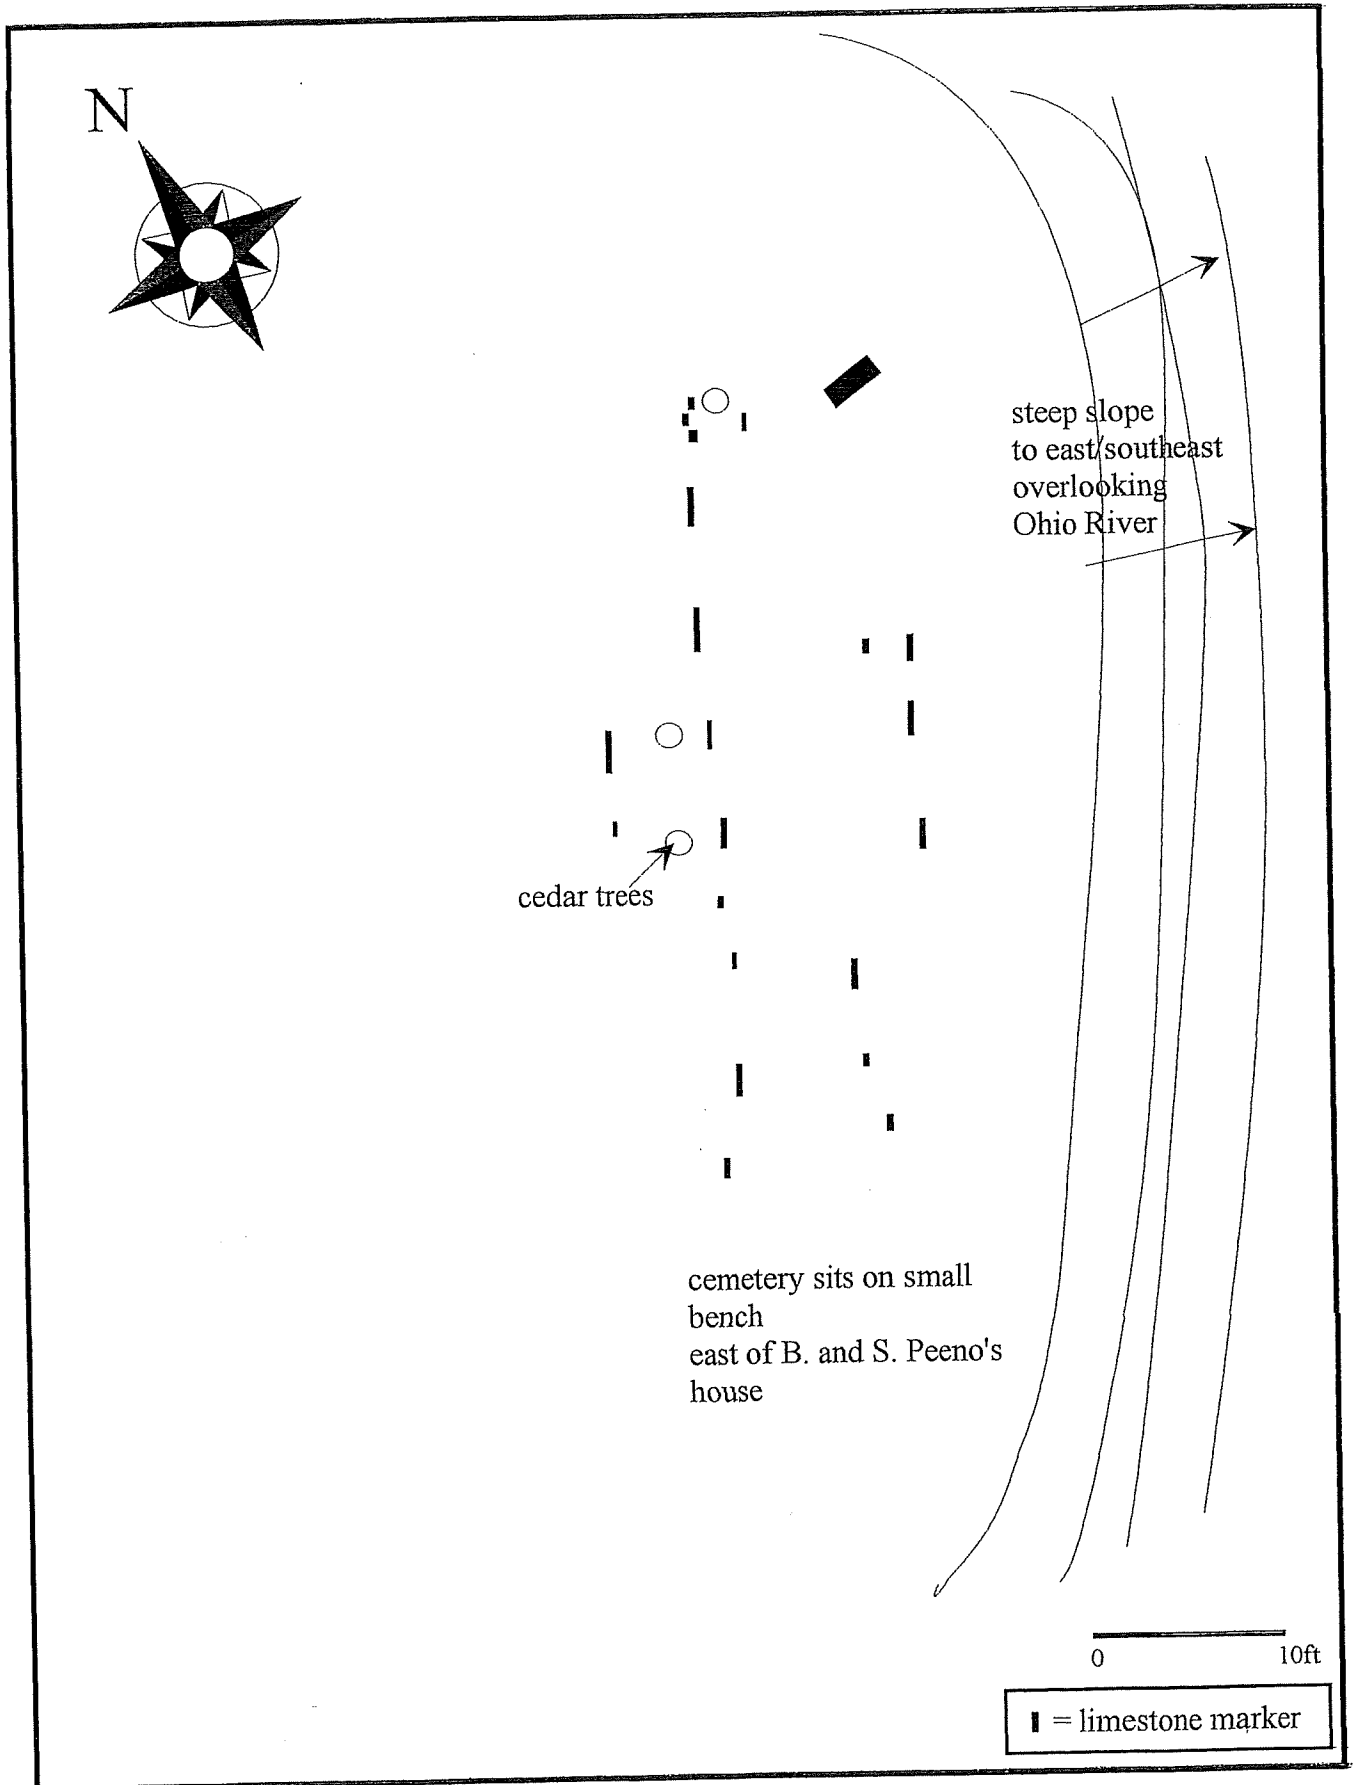 N
steep slope
to east/southeast
overlooking
Ohio River
cedar trees
cemetery sits on small
bench
east of B. and S. Peeno's
house
0 10ft
= limestone marker